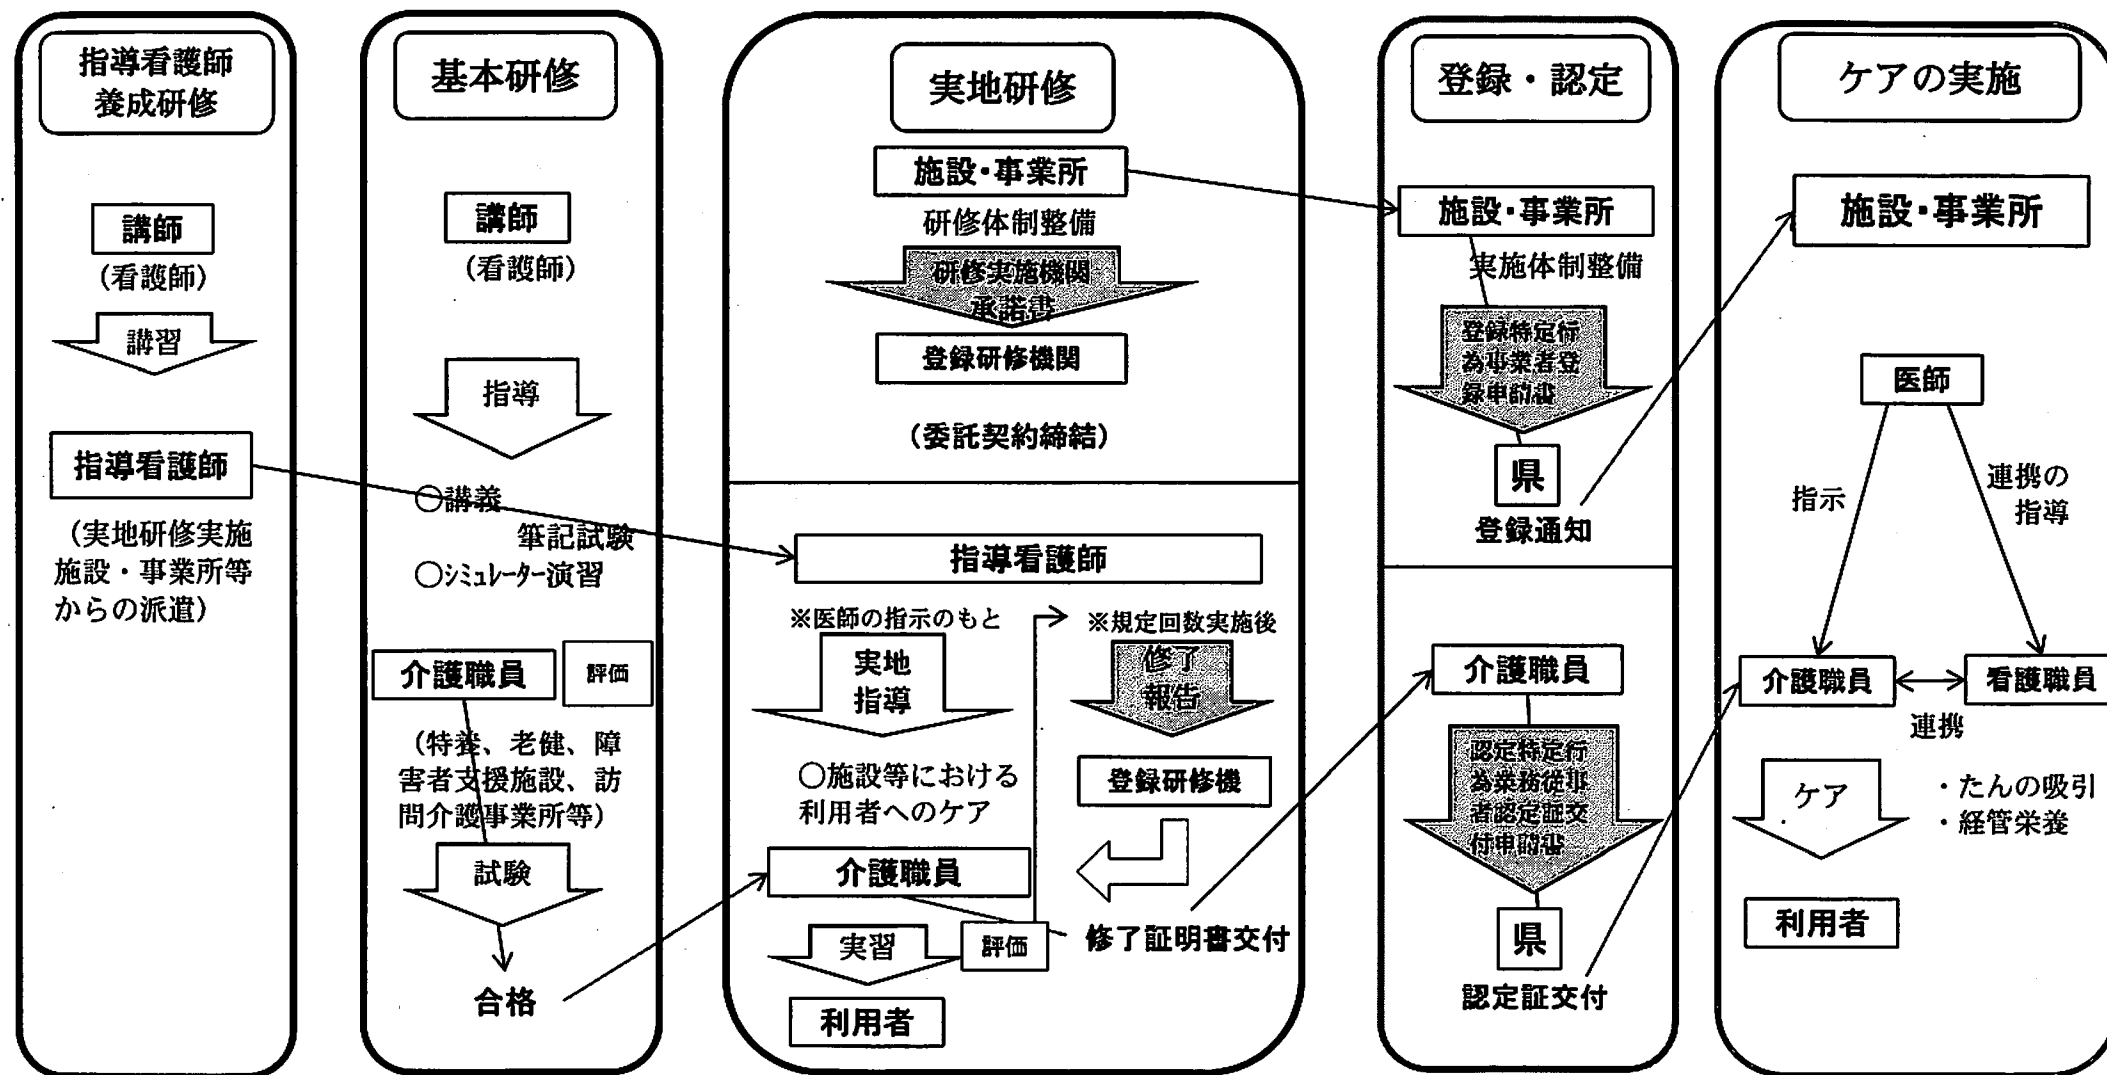 指導看護師
養成研修
講師
(看護師)
講習
指導看護師
(実地研修実施
施設・事業所等
からの派遣)
基本研修
講師
(看護師)
指導
○講義
筆記試験
○シミュレーター演習
介護職員
評価
(特養、老健、障
害者支援施設、訪
問介護事業所等)
試験
合格
実地研修
施設・事業所
研修体制整備
研修実施機関
承諾書
登録研修機関
(委託契約締結)
指導看護師
※医師の指示のもと
実地
指導
○施設等における
利用者へのケア
介護職員
実習
評価
利用者
※規定回数実施後
修了
報告
登録研修機
修了証明書交付
登録・認定
施設・事業所
実施体制整備
登録特定行
為事業者登
録申請書
県
登録通知
介護職員
認定特定行
為業務従事
者認定証交
付申請書
県
認定証交付
ケアの実施
施設・事業所
医師
指示
連携の
指導
介護職員
看護職員
連携
ケア
・たんの吸引
・経管栄養
利用者